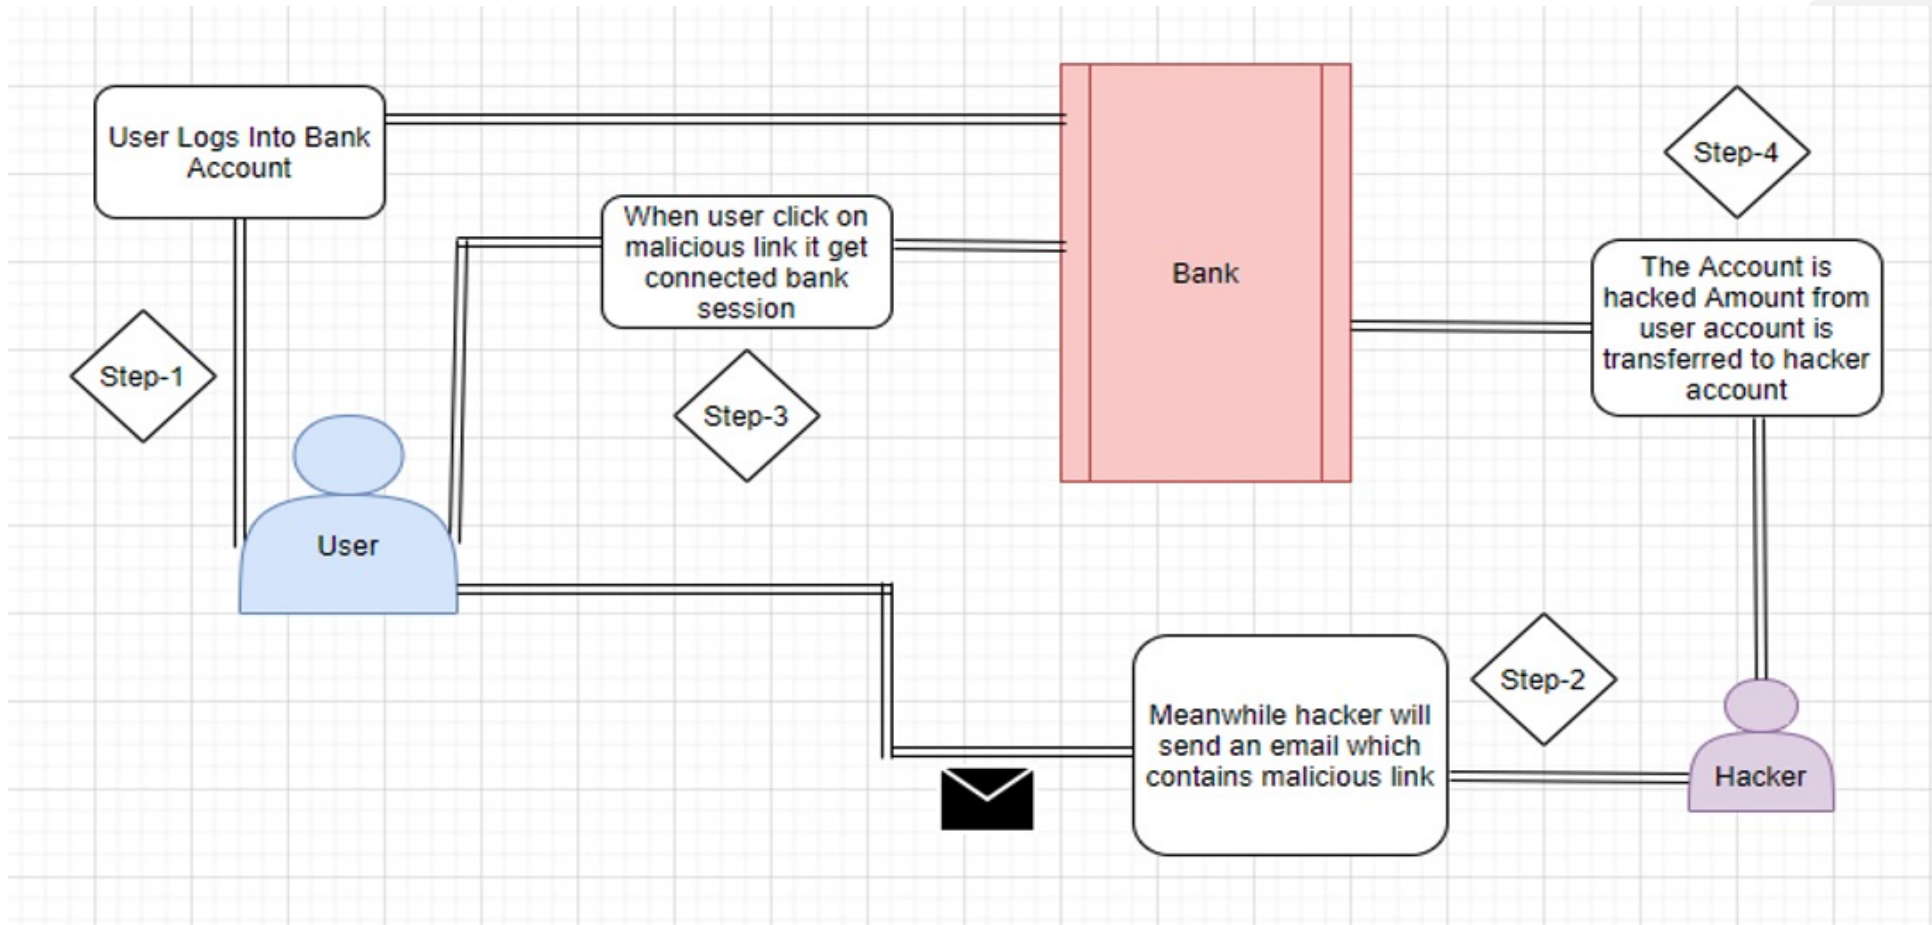 User Logs Into Bank
Account
When user click on
malicious link it get
connected bank
session
Bank
Step-4
The Account is
hacked Amount from
user account is
transferred to hacker
account
Step-1
Step-3
User
Meanwhile hacker will
send an email which
contains malicious link
Step-2
Hacker